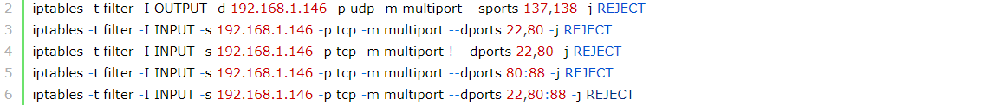 2 iptables -t filter -I OUTPUT -d 192.168.1.146 -p udp -m multiport --sports 137,138 -j REJECT
3 iptables -t filter -I INPUT -s 192.168.1.146 -p tcp -m multiport --dports 22,80 -j REJECT
4 iptables -t filter -I INPUT -s 192.168.1.146 -p tcp -m multiport ! --dports 22,80 -j REJECT
5 iptables -t filter -I INPUT -s 192.168.1.146 -p tcp -m multiport --dports 80:88 -j REJECT
6 iptables -t filter -I INPUT -s 192.168.1.146 -p tcp -m multiport --dports 22,80:88 -j REJECT